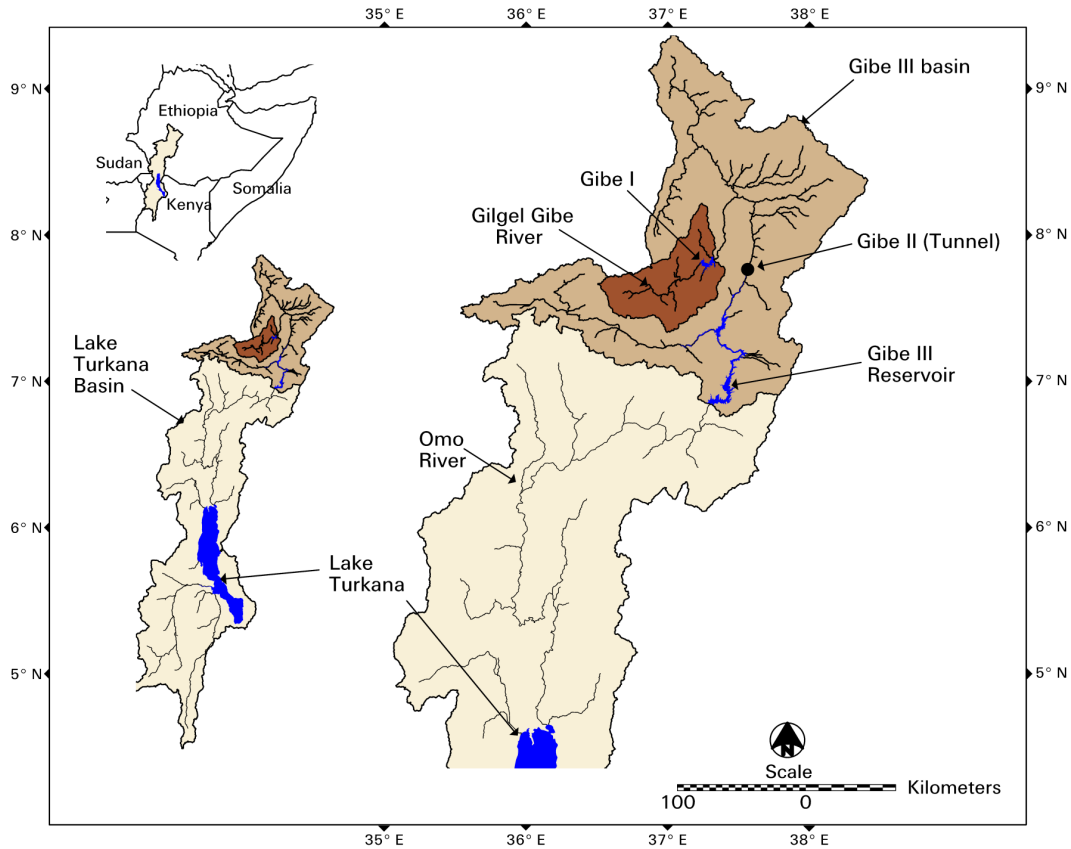 35° E
36° E
37° E
38° E
9° N
8° N
7° N
6° N
5° N
9° N
8° N
7° N
6° N
5° N
Ethiopia
Sudan
Somalia
Kenya
Gibe III basin
Gibe I
Gilgel Gibe
River
Gibe II (Tunnel)
Lake
Turkana
Basin
Gibe III
Reservoir
Omo
River
Lake
Turkana
N
Scale
Kilometers
100
0
35° E
36° E
37° E
38° E